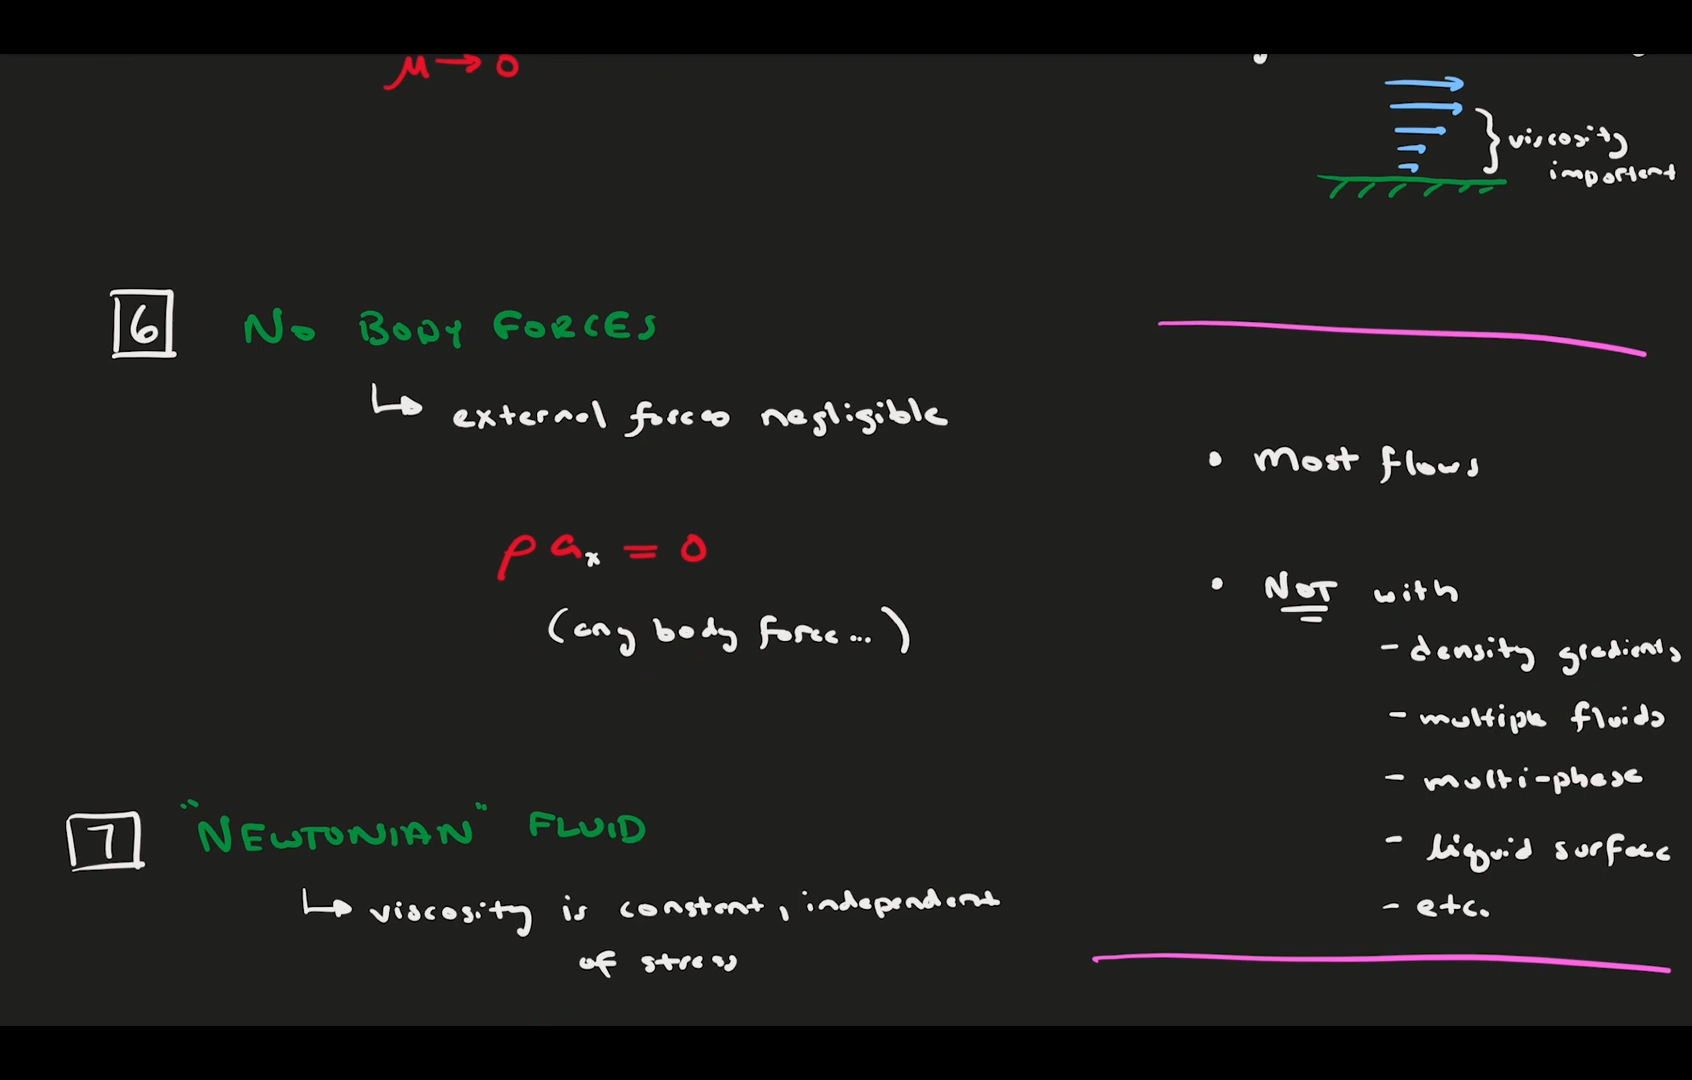 μ → 0
} viscosity
important
6 NO BODY FORCES
↳ external forces negligible
ρ aₓ = 0
(any body force...)
• Most flows
• NOT with
- density gradients
- multiple fluids
- multi-phase
- liquid surface
- etc.
7 "NEWTONIAN" FLUID
↳ viscosity is constant, independent
of stress